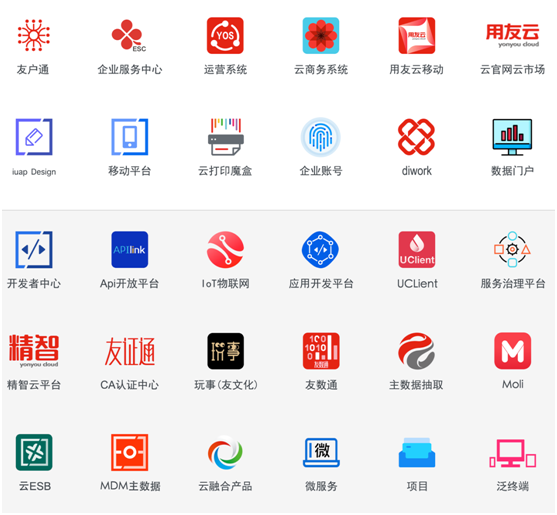 ESC
YOS
用友云
用友云
yonyou cloud
友户通
企业服务中心
运营系统
云商务系统
用友云移动
云官网云市场
iuap Design
移动平台
云打印魔盒
企业账号
diwork
数据门户
APIlink
UClient
开发者中心
Api开放平台
IoT物联网
应用开发平台
UCLient
服务治理平台
精智
yonyou cloud
友证通
玩事
100
1010
010
友数通
精智云平台
CA认证中心
玩事(友文化)
友数通
主数据抽取
Moli
微
云ESB
MDM主数据
云融合产品
微服务
项目
泛终端